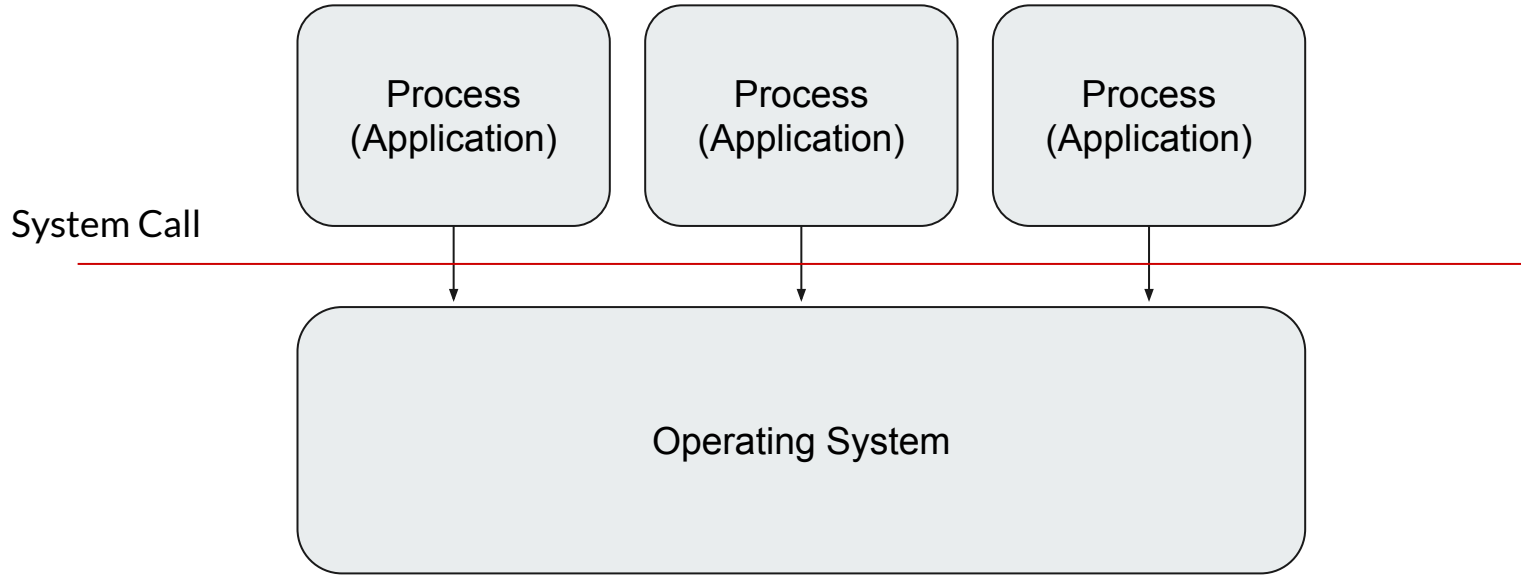 Process
(Application)
Process
(Application)
Process
(Application)
System Call
Operating System